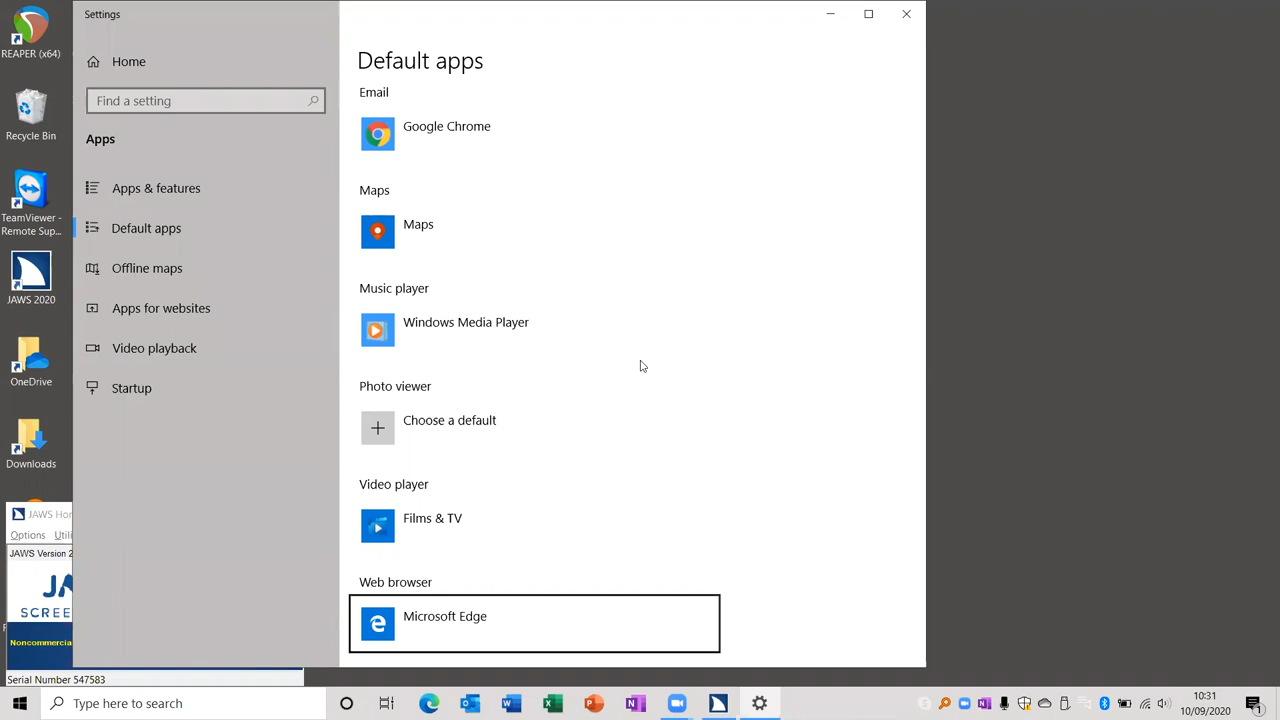 REAPER (x64)
Recycle Bin
TeamViewer -
Remote Sup...
JAWS 2020
OneDrive
Downloads
Settings
Home
Find a setting
Apps
Apps & features
Default apps
Offline maps
Apps for websites
Video playback
Startup
Default apps
Email
Google Chrome
Maps
Maps
Music player
Windows Media Player
Photo viewer
Choose a default
Video player
Films & TV
Web browser
Microsoft Edge
Options
JAWS Version 2
JA
SCREE
Noncommercia
Serial Number 547583
Type here to search
10:31
10/09/2020